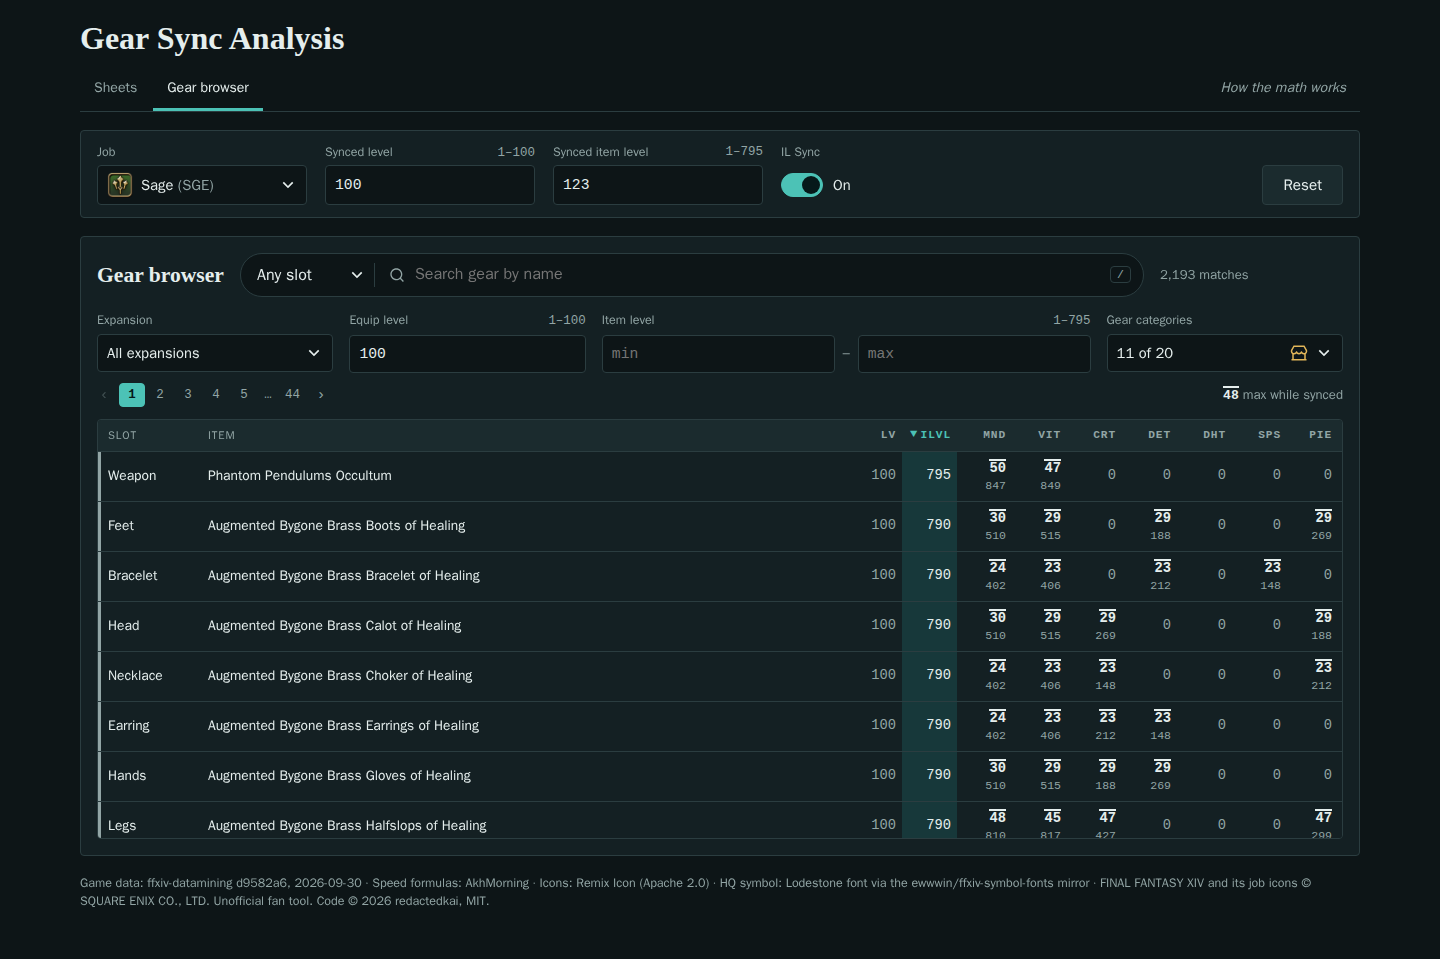 Gear Sync Analysis
Sheets Gear browser How the math works
Job Synced level 1–100 Synced item level 1–795 IL Sync
Sage (SGE) 100 123 On Reset
Gear browser Any slot Search gear by name / 2,193 matches
Expansion Equip level 1–100 Item level 1–795 Gear categories
All expansions 100 min – max 11 of 20
‹ 1 2 3 4 5 … 44 › 48 max while synced
SLOT ITEM LV ▼ILVL MND VIT CRT DET DHT SPS PIE
Weapon Phantom Pendulums Occultum 100 795 50 47 0 0 0 0 0
847 849
Feet Augmented Bygone Brass Boots of Healing 100 790 30 29 0 29 0 0 29
510 515 188 269
Bracelet Augmented Bygone Brass Bracelet of Healing 100 790 24 23 0 23 0 23 0
402 406 212 148
Head Augmented Bygone Brass Calot of Healing 100 790 30 29 29 0 0 0 29
510 515 269 188
Necklace Augmented Bygone Brass Choker of Healing 100 790 24 23 23 0 0 0 23
402 406 148 212
Earring Augmented Bygone Brass Earrings of Healing 100 790 24 23 23 23 0 0 0
402 406 212 148
Hands Augmented Bygone Brass Gloves of Healing 100 790 30 29 29 29 0 0 0
510 515 188 269
Legs Augmented Bygone Brass Halfslops of Healing 100 790 48 45 47 0 0 0 47
810 817 427 299
Game data: ffxiv-datamining d9582a6, 2026-09-30 · Speed formulas: AkhMorning · Icons: Remix Icon (Apache 2.0) · HQ symbol: Lodestone font via the ewwwin/ffxiv-symbol-fonts mirror · FINAL FANTASY XIV and its job icons ©
SQUARE ENIX CO., LTD. Unofficial fan tool. Code © 2026 redactedkai, MIT.